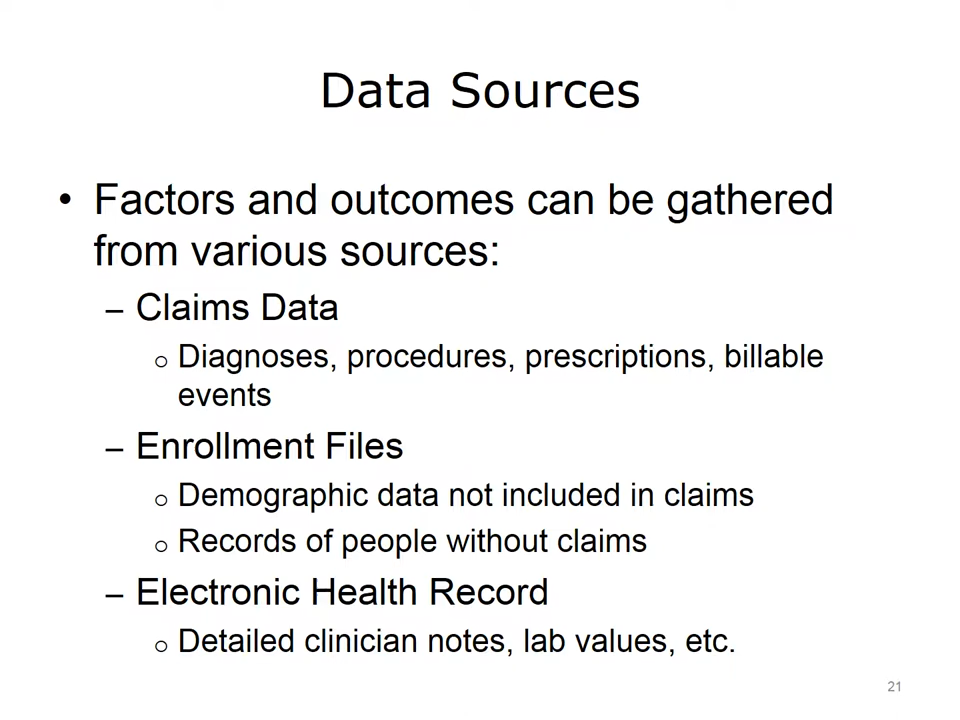 Data Sources
• Factors and outcomes can be gathered
from various sources:
– Claims Data
o Diagnoses, procedures, prescriptions, billable
events
– Enrollment Files
o Demographic data not included in claims
o Records of people without claims
– Electronic Health Record
o Detailed clinician notes, lab values, etc.
21